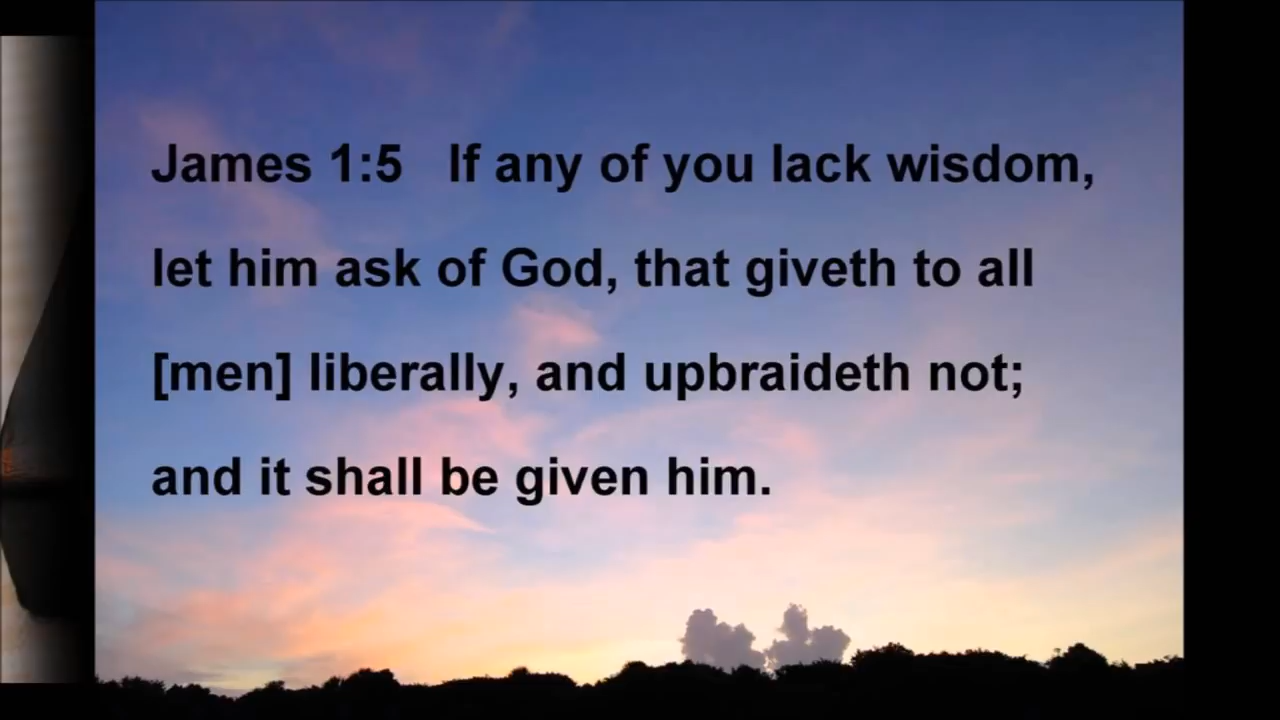 James 1:5 If any of you lack wisdom,
let him ask of God, that giveth to all
[men] liberally, and upbraideth not;
and it shall be given him.